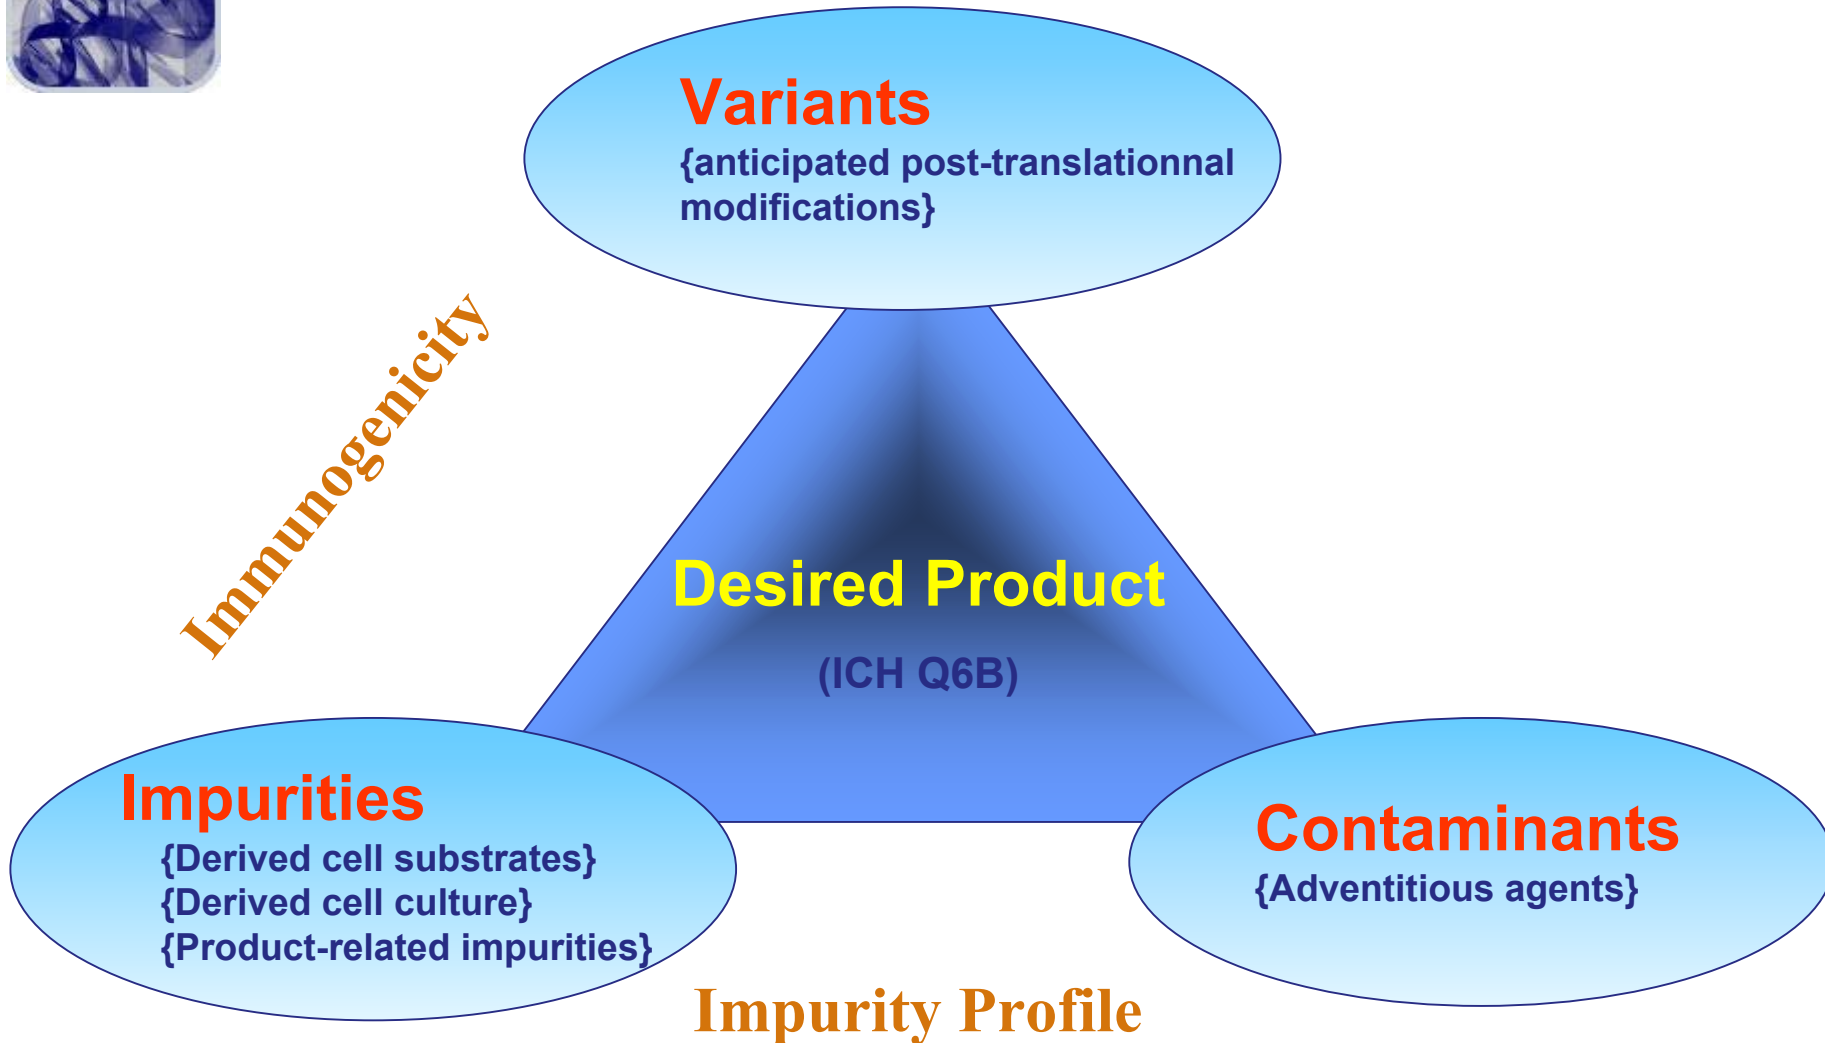 Variants
{anticipated post-translationnal
modifications}
Immunogenicity
Desired Product
(ICH Q6B)
Impurities
{Derived cell substrates}
{Derived cell culture}
{Product-related impurities}
Contaminants
{Adventitious agents}
Impurity Profile